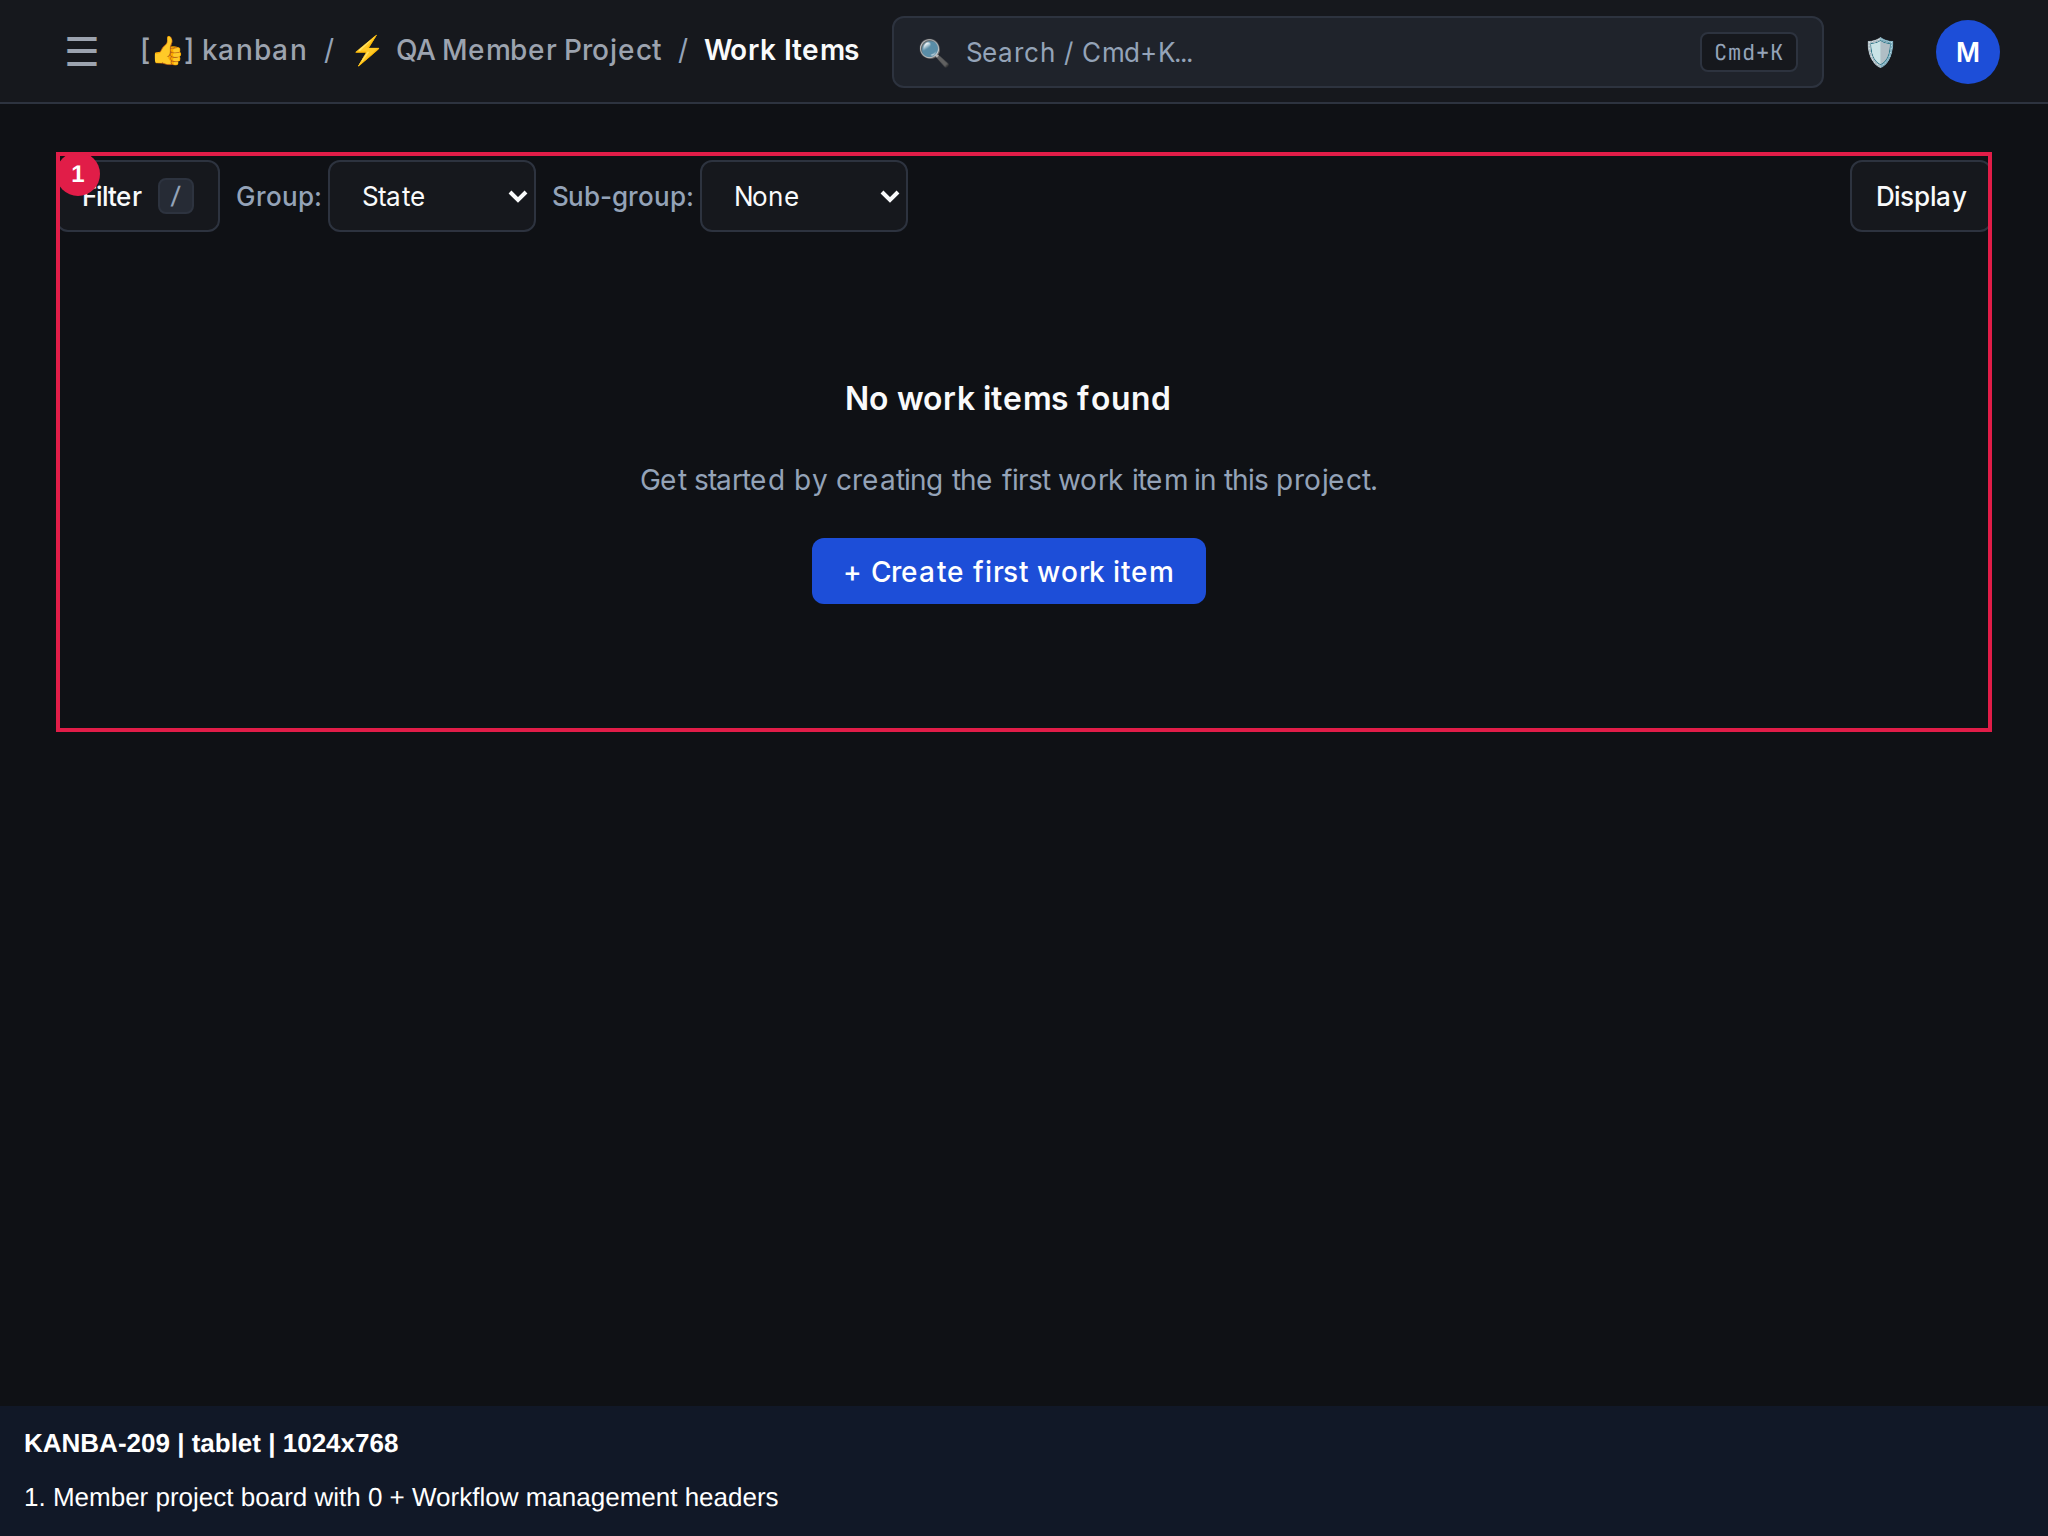 ☰ [👍] kanban / ⚡ QA Member Project / Work Items 🔍 Search / Cmd+K... Cmd+K 🛡️ M
1 Filter / Group: State Sub-group: None Display
No work items found
Get started by creating the first work item in this project.
+ Create first work item
KANBA-209 | tablet | 1024x768
1. Member project board with 0 + Workflow management headers